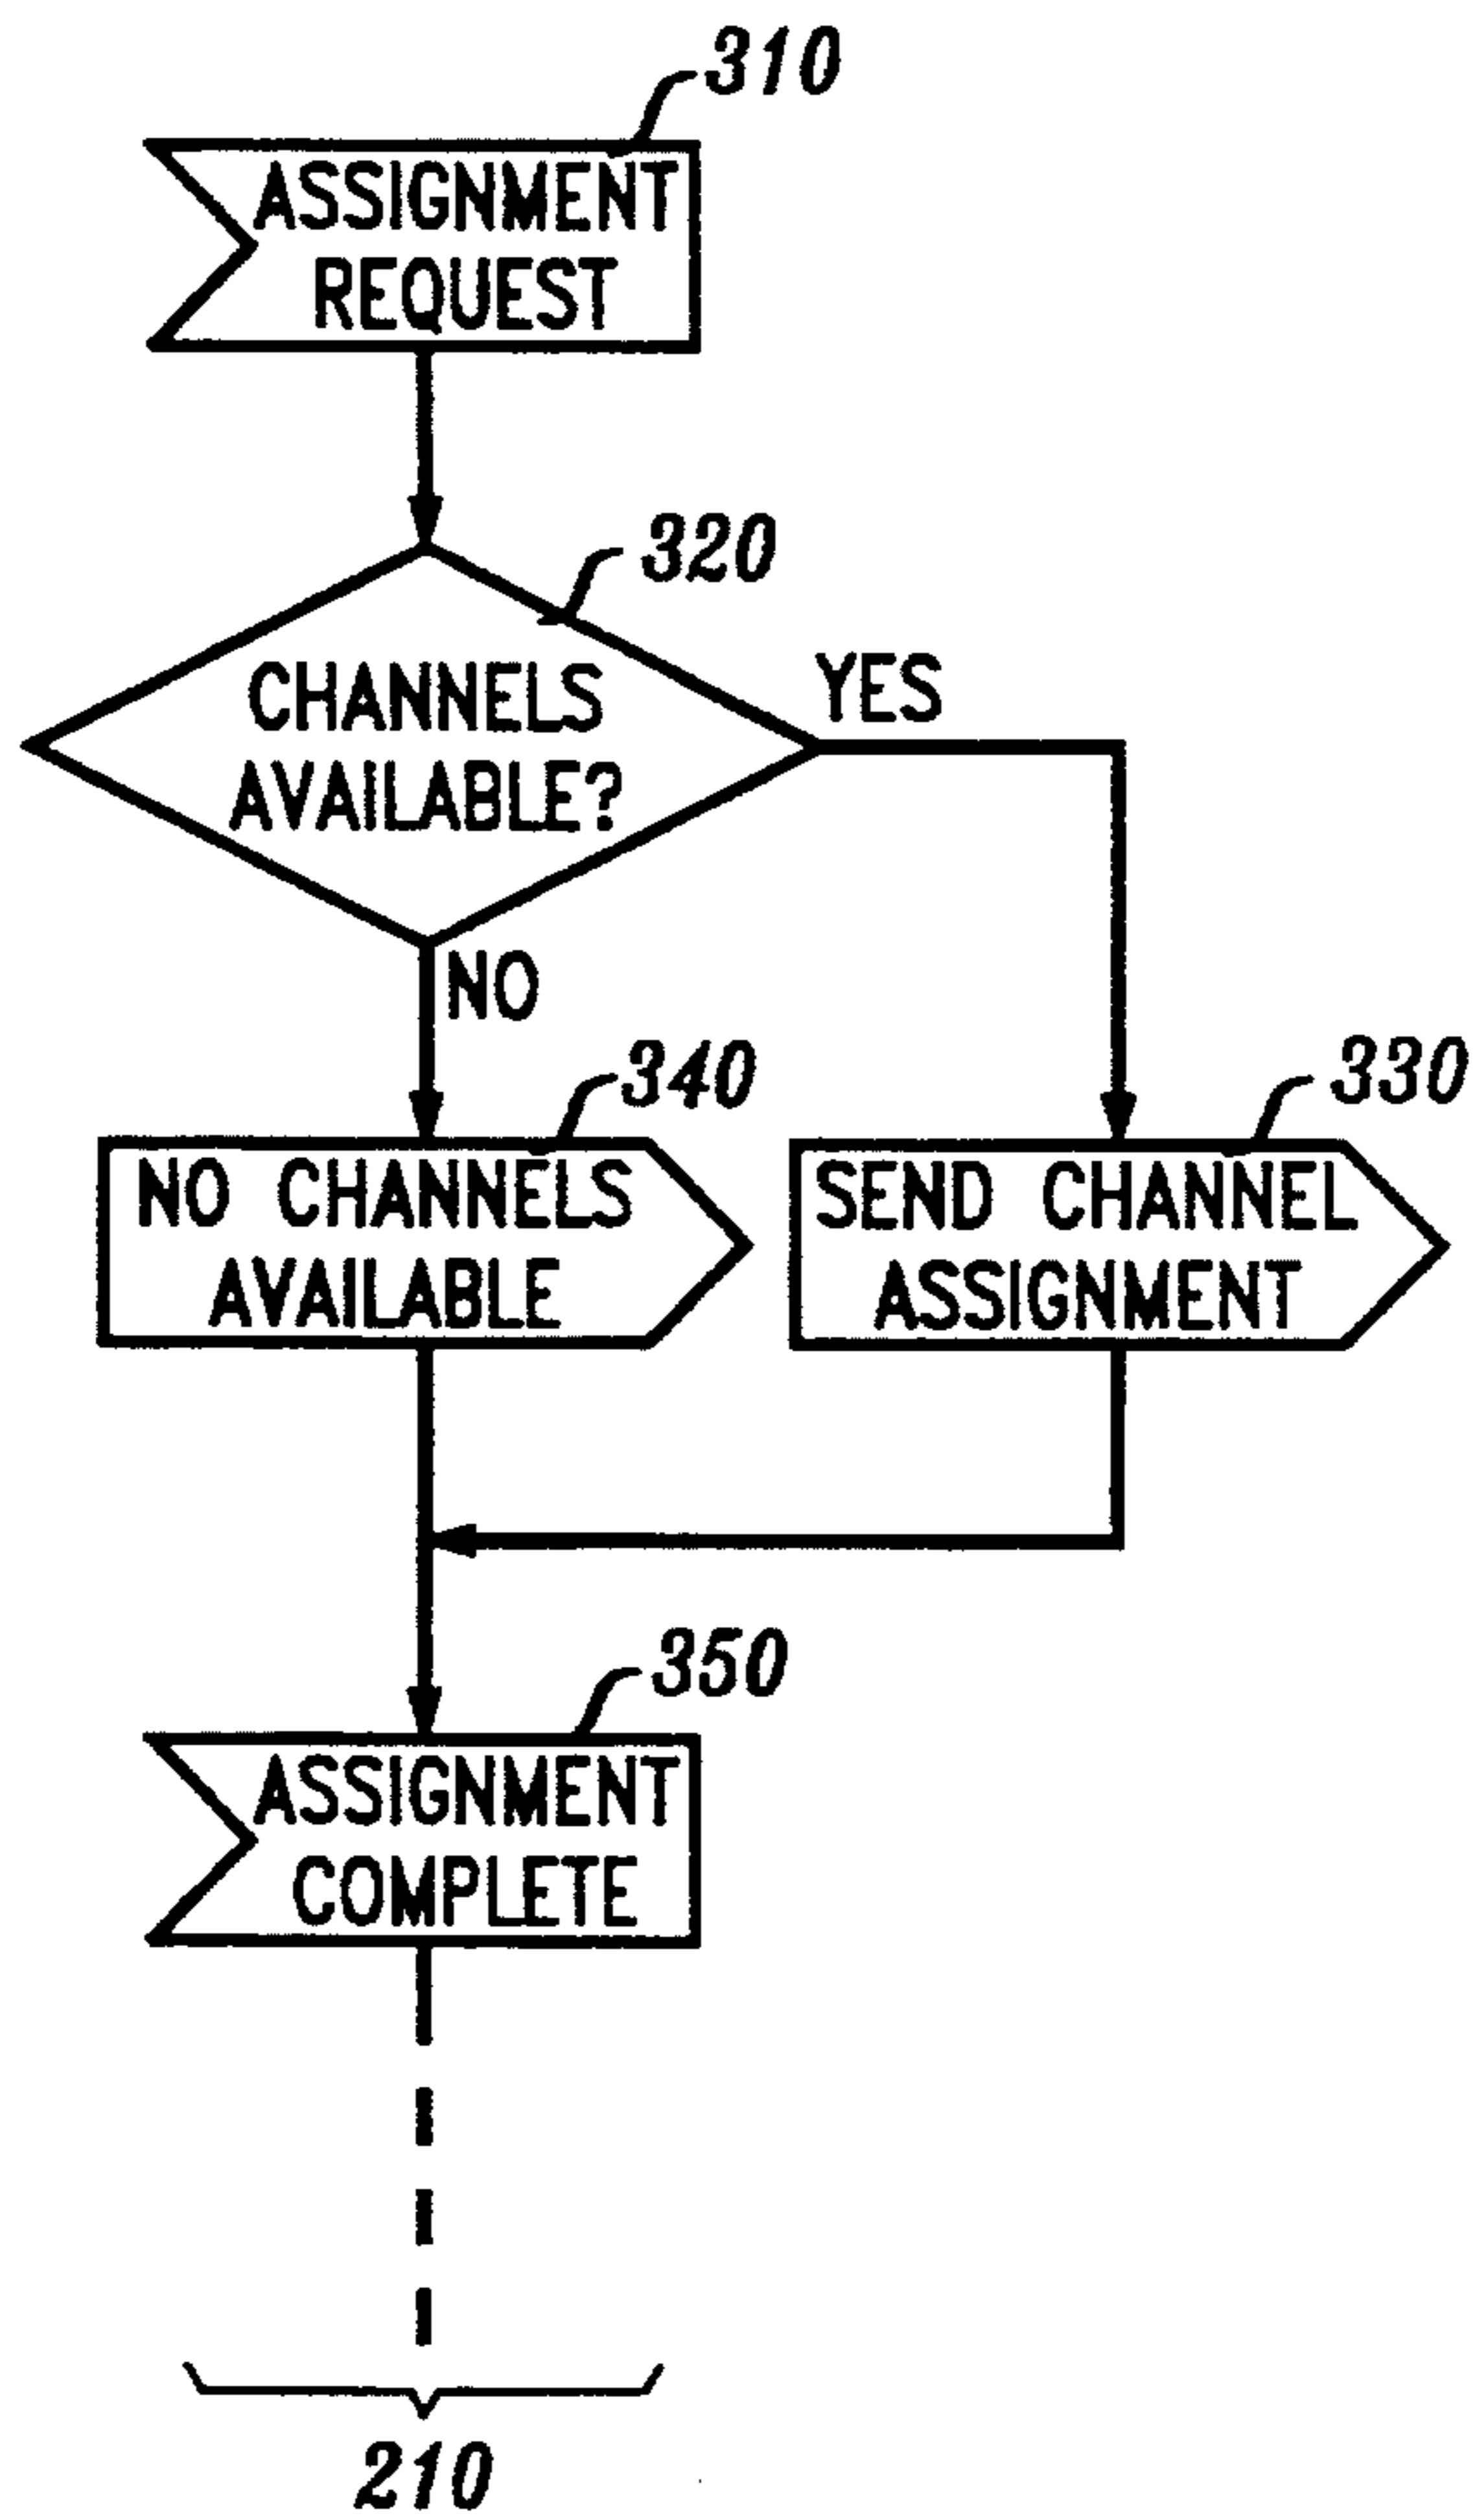 310
ASSIGNMENT
REQUEST
320
CHANNELS
AVAILABLE?
YES
NO
340
NO CHANNELS
AVAILABLE
330
SEND CHANNEL
ASSIGNMENT
350
ASSIGNMENT
COMPLETE
210